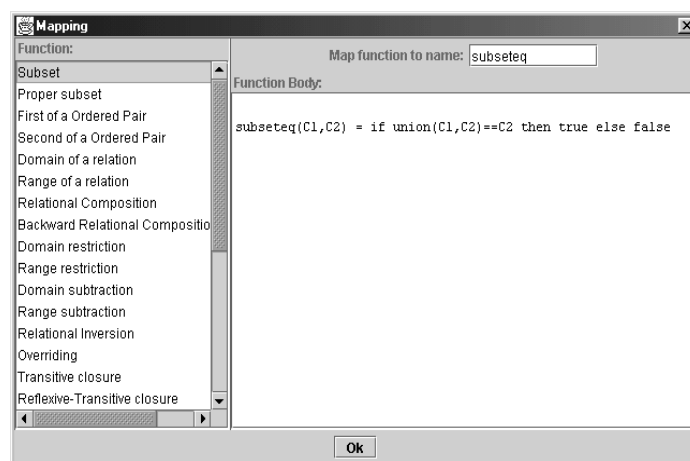 Mapping
Function:
Map function to name: subseteq
Subset
Proper subset
First of a Ordered Pair
Second of a Ordered Pair
Domain of a relation
Range of a relation
Relational Composition
Backward Relational Compositio
Domain restriction
Range restriction
Domain subtraction
Range subtraction
Relational Inversion
Overriding
Transitive closure
Reflexive-Transitive closure
Function Body:
subseteq(C1,C2) = if union(C1,C2)==C2 then true else false
Ok